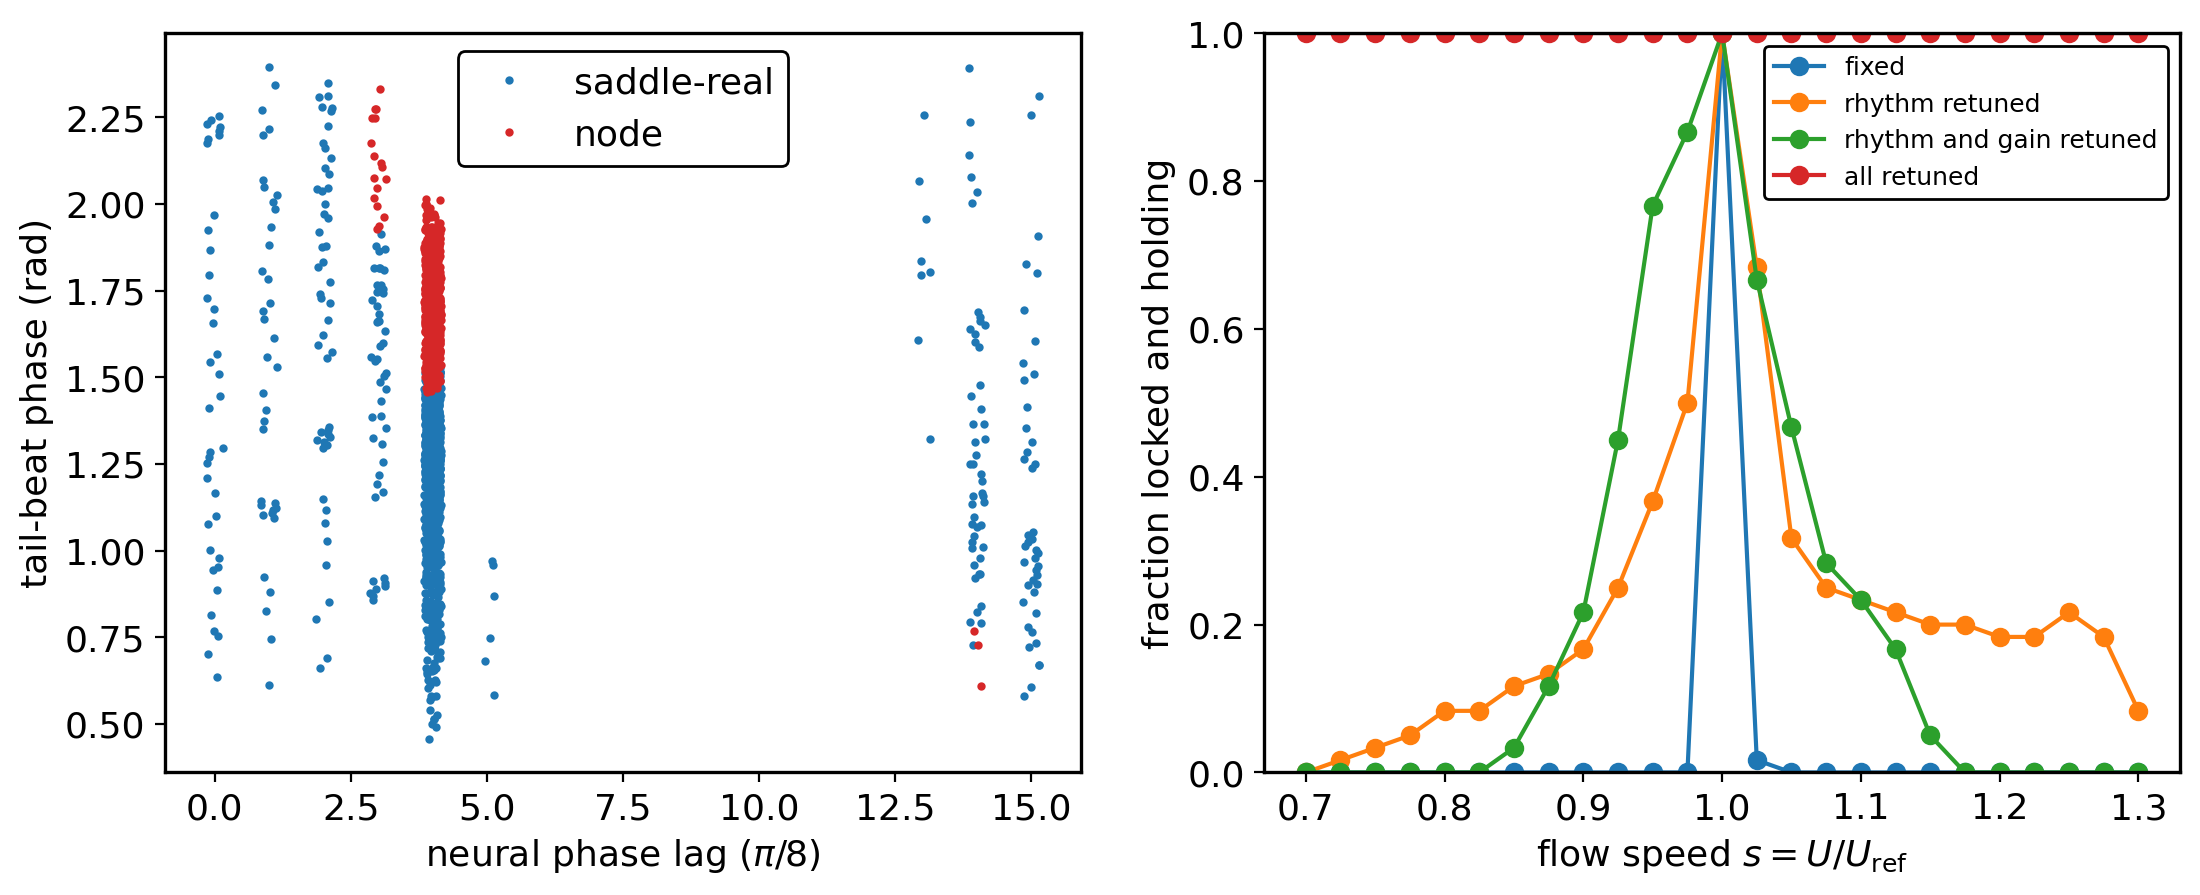 saddle-real
node
2.25
2.00
1.75
1.50
1.25
1.00
0.75
0.50
tail-beat phase (rad)
0.0 2.5 5.0 7.5 10.0 12.5 15.0
neural phase lag (π/8)
fixed
rhythm retuned
rhythm and gain retuned
all retuned
1.0
0.8
0.6
0.4
0.2
0.0
fraction locked and holding
0.7 0.8 0.9 1.0 1.1 1.2 1.3
flow speed s = U/U_ref